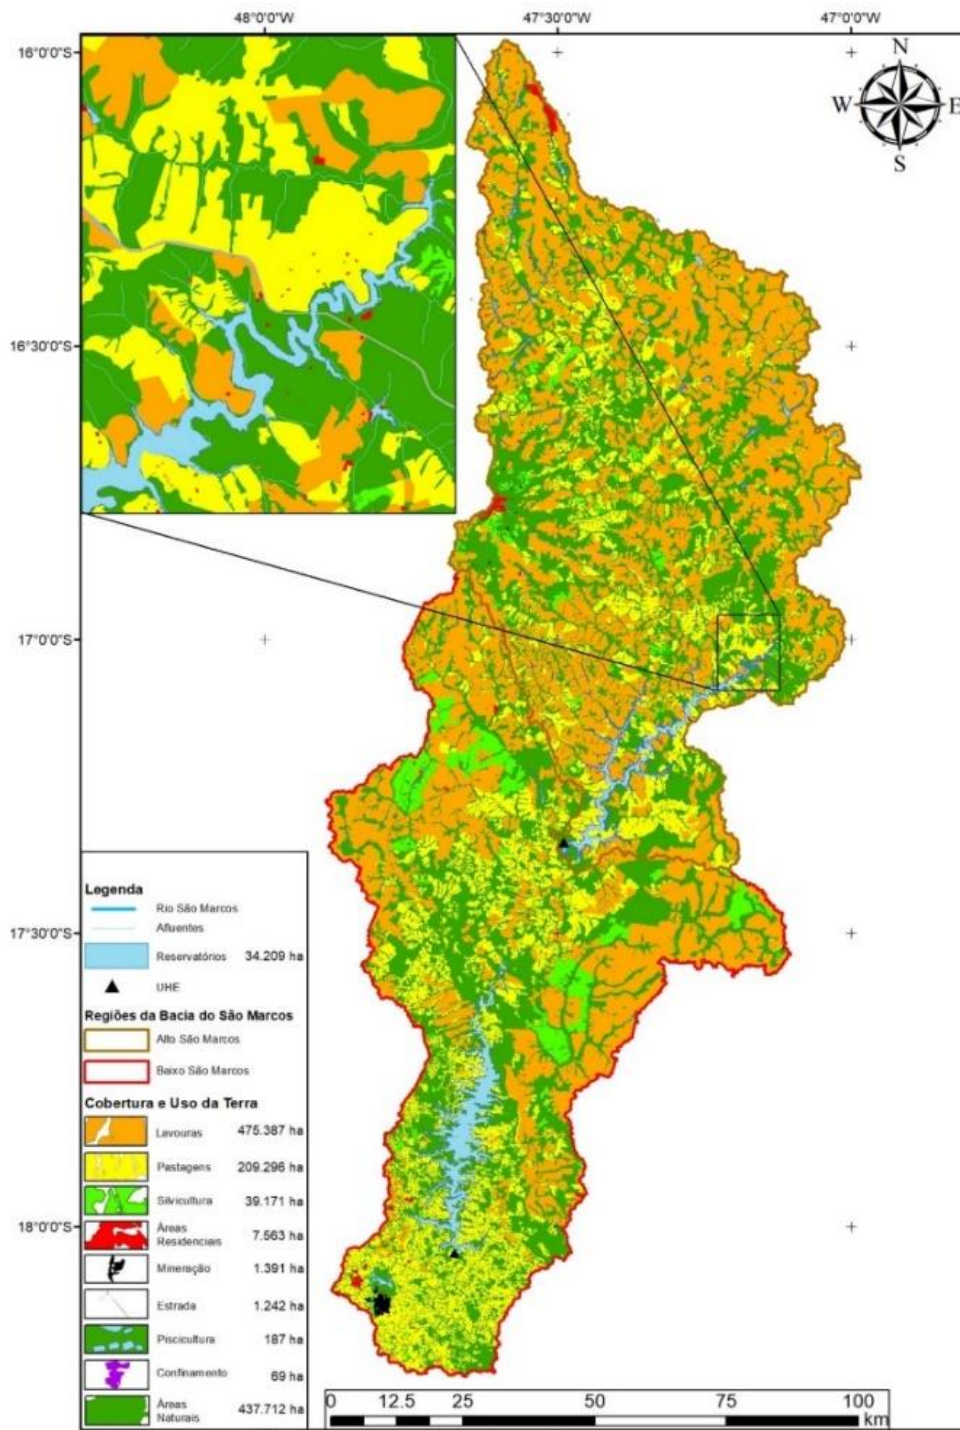 48°0'0"W
47°30'0"W
47°0'0"W
16°0'0"S
N
W
E
S
16°30'0"S
17°0'0"S
17°30'0"S
18°0'0"S
Legenda
Rio São Marcos
Afluentes
Reservatórios 34.209 ha
UHE
Regiões da Bacia do São Marcos
Alto São Marcos
Baixo São Marcos
Cobertura e Uso da Terra
Lavouras 475.387 ha
Pastagens 209.296 ha
Silvicultura 39.171 ha
Áreas
Residenciais 7.563 ha
Mineração 1.391 ha
Estrada 1.242 ha
Piscicultura 187 ha
Confinamento 69 ha
Áreas
Naturais 437.712 ha
0 12.5 25 50 75 100
km